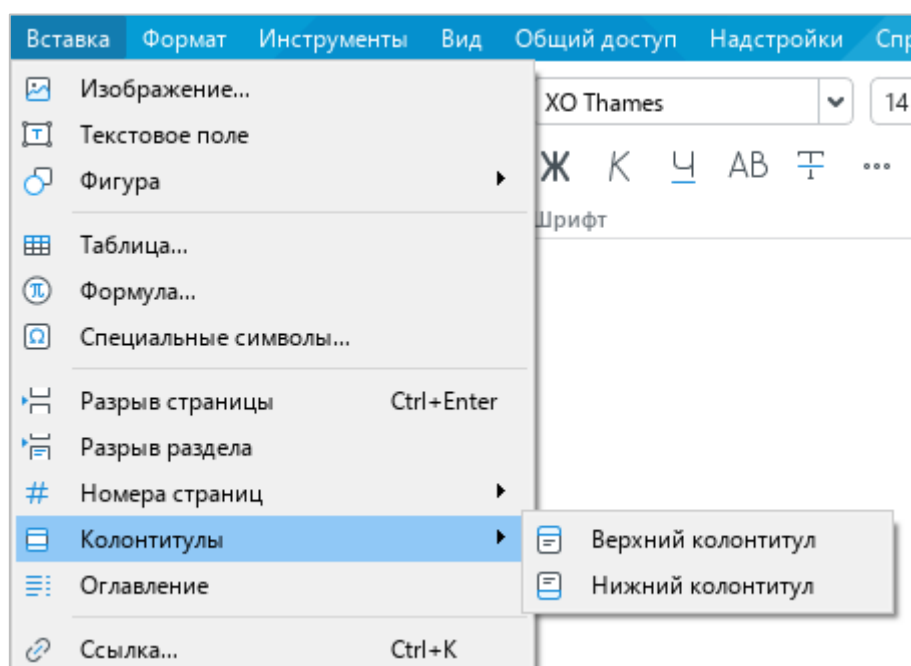 Вставка Формат Инструменты Вид Общий доступ Надстройки Спр
Изображение...
XO Thames 14
Текстовое поле
Ж К Ч АВ Т ...
Фигура
Шрифт
Таблица...
Формула...
Специальные символы...
Разрыв страницы Ctrl+Enter
Разрыв раздела
Номера страниц
Колонтитулы
Верхний колонтитул
Оглавление
Нижний колонтитул
Ссылка... Ctrl+K